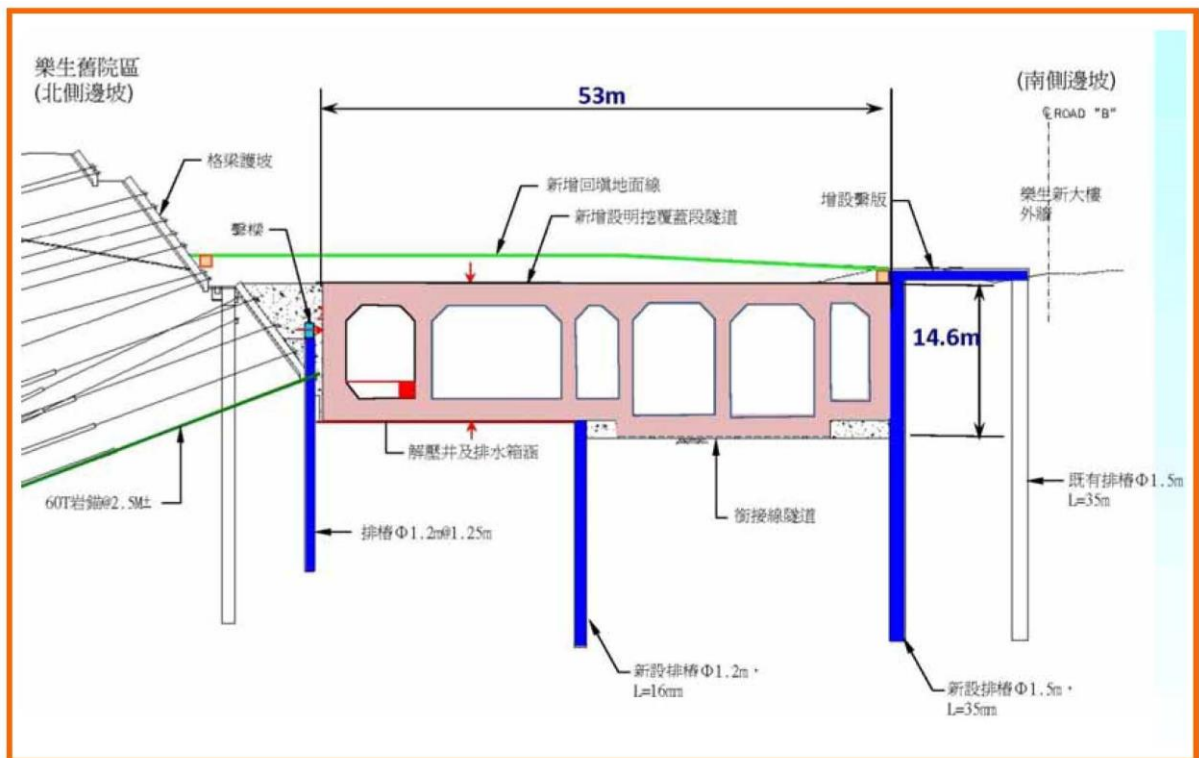 樂生舊院區
(北側邊坡)
53m
(南側邊坡)
℄ROAD "B"
格梁護坡
新增回填地面線
增設繫版
樂生新大樓
外牆
繫樑
新增設明挖覆蓋段隧道
14.6m
解壓井及排水箱涵
60T岩錨@2.5M±
既有排樁Φ1.5m
L=35m
銜接線隧道
排樁Φ1.2m@1.25m
新設排樁Φ1.2m,
L=16m
新設排樁Φ1.5m,
L=35m